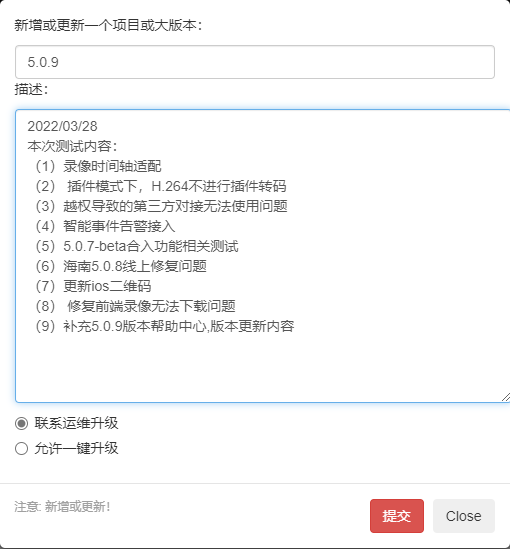 新增或更新一个项目或大版本：
5.0.9
描述：
2022/03/28
本次测试内容：
（1）录像时间轴适配
（2） 插件模式下，H.264不进行插件转码
（3）越权导致的第三方对接无法使用问题
（4）智能事件告警接入
（5）5.0.7-beta合入功能相关测试
（6）海南5.0.8线上修复问题
（7）更新ios二维码
（8） 修复前端录像无法下载问题
（9）补充5.0.9版本帮助中心,版本更新内容
联系运维升级
允许一键升级
注意: 新增或更新！
提交
Close